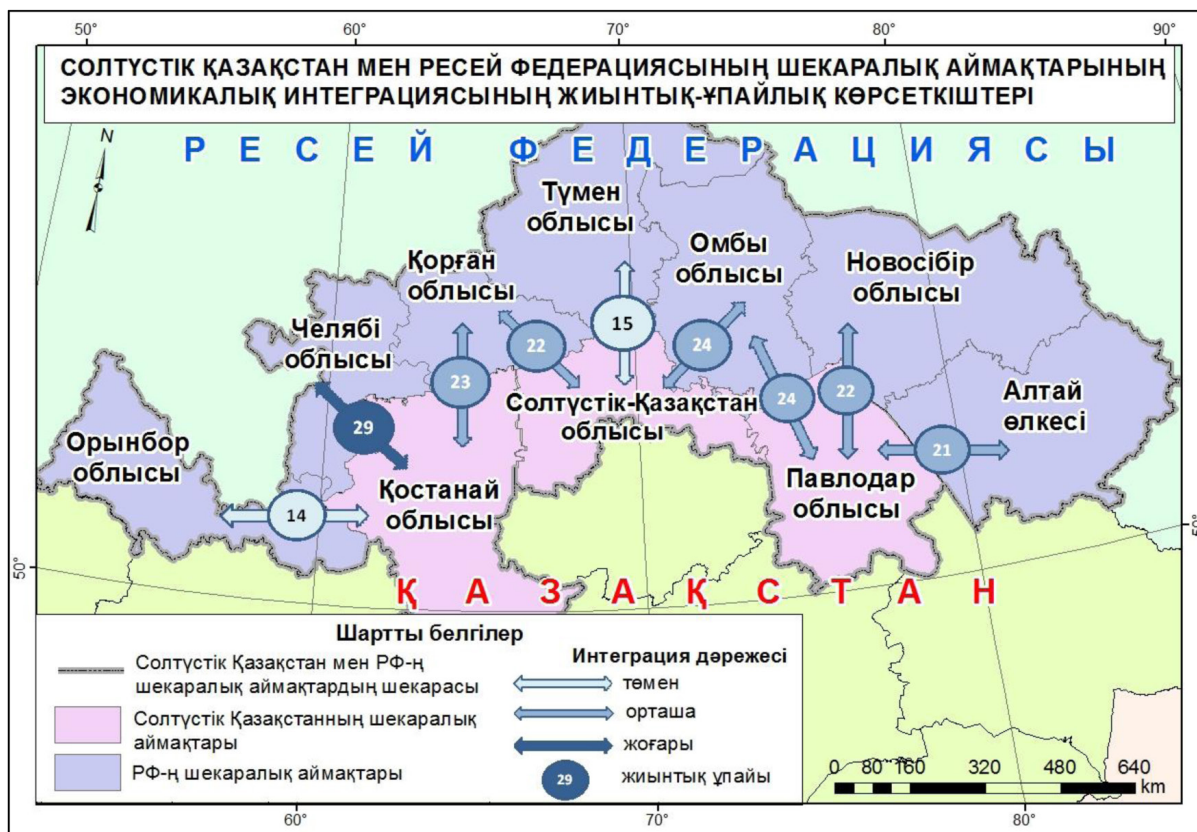 50°
60°
70°
80°
90°
СОЛТҮСТІК ҚАЗАҚСТАН МЕН РЕСЕЙ ФЕДЕРАЦИЯСЫНЫҢ ШЕКАРАЛЫҚ АЙМАҚТАРЫНЫҢ
ЭКОНОМИКАЛЫҚ ИНТЕГРАЦИЯСЫНЫҢ ЖИЫНТЫҚ-ҰПАЙЛЫҚ КӨРСЕТКІШТЕРІ
N
РЕСЕЙ ФЕДЕРАЦИЯСЫ
Түмен
облысы
Омбы
облысы
Новосібір
облысы
Қорған
облысы
Челябі
облысы
15
22
24
23
Солтүстік-Қазақстан
облысы
24
22
Алтай
өлкесі
29
21
Орынбор
облысы
Қостанай
облысы
Павлодар
облысы
14
50°
50°
ҚАЗАҚСТАН
Шартты белгілер
Солтүстік Қазақстан мен РФ-ң
шекаралық аймақтардың шекарасы
Солтүстік Қазақстанның шекаралық
аймақтары
РФ-ң шекаралық аймақтары
Интеграция дәрежесі
төмен
орташа
жоғары
29
жиынтық ұпайы
0 80 160 320 480 640
km
60°
70°
80°